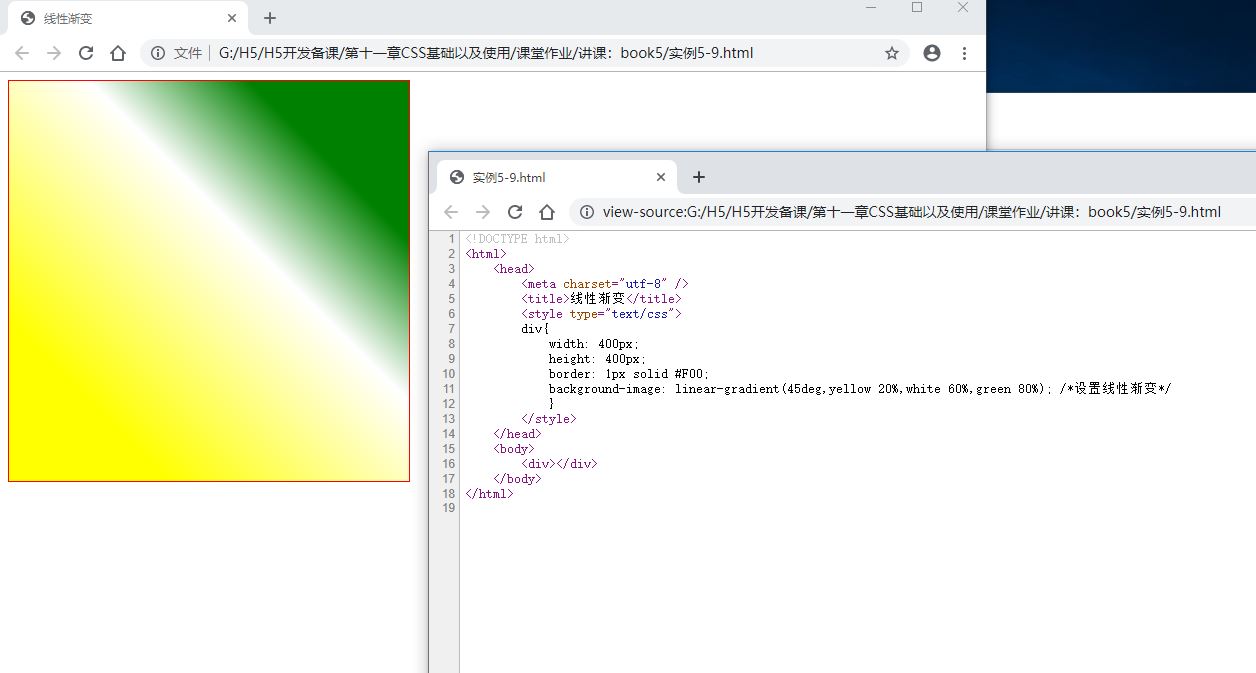 线性渐变
文件 G:/H5/H5开发备课/第十一章CSS基础以及使用/课堂作业/讲课：book5/实例5-9.html
实例5-9.html
view-source:G:/H5/H5开发备课/第十一章CSS基础以及使用/课堂作业/讲课：book5/实例5-9.html
1 <!DOCTYPE html>
2 <html>
3     <head>
4         <meta charset="utf-8" />
5         <title>线性渐变</title>
6         <style type="text/css">
7         div{
8             width: 400px;
9             height: 400px;
10             border: 1px solid #F00;
11             background-image: linear-gradient(45deg,yellow 20%,white 60%,green 80%); /*设置线性渐变*/
12             }
13         </style>
14     </head>
15     <body>
16         <div></div>
17     </body>
18 </html>
19